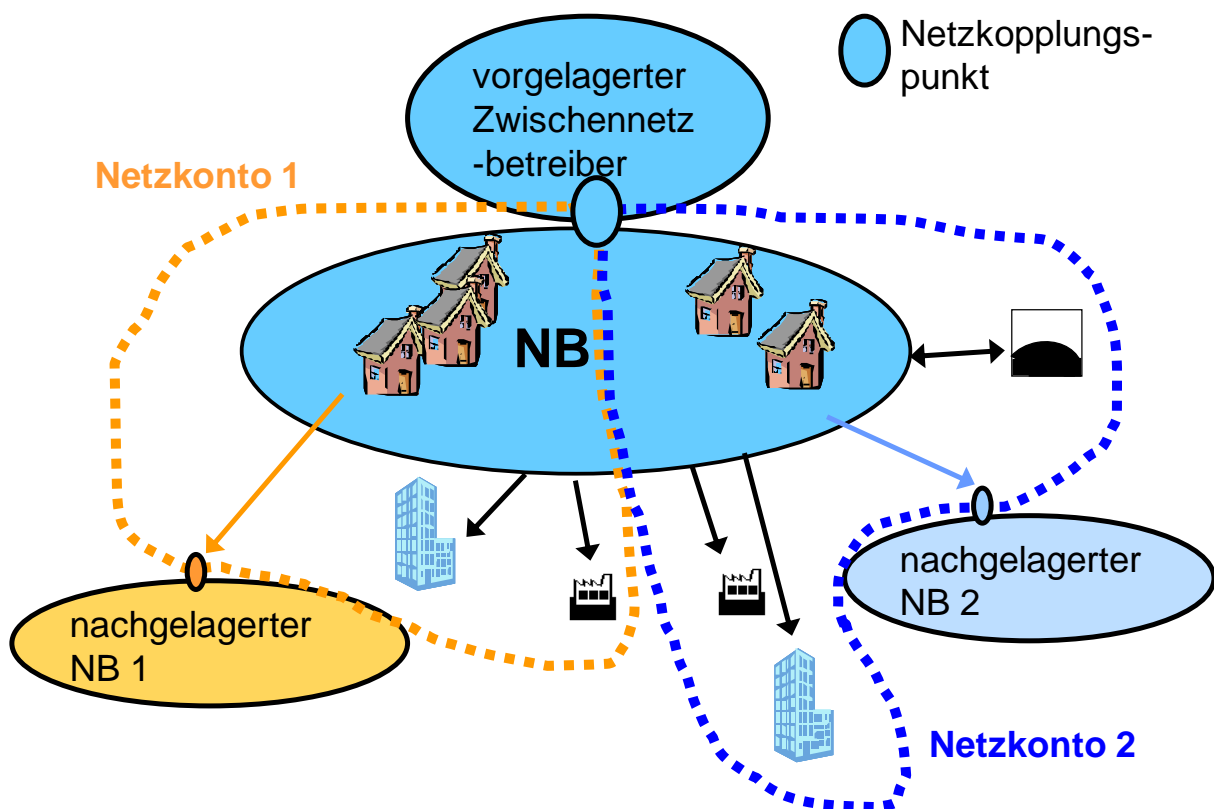 Netzkopplungs-
punkt
vorgelagerter
Zwischennetz
-betreiber
Netzkonto 1
NB
nachgelagerter
NB 1
nachgelagerter
NB 2
Netzkonto 2